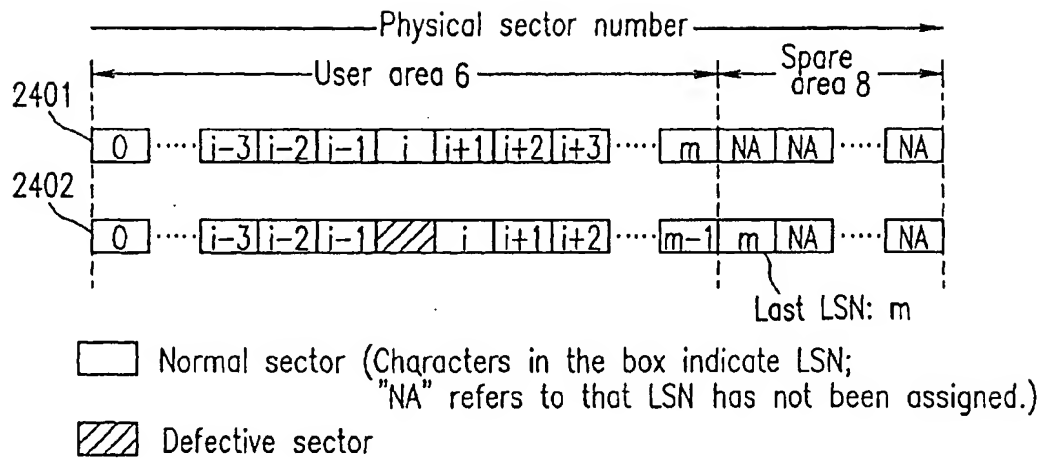 Physical sector number
User area 6
Spare area 8
2401
0 ..... i-3 i-2 i-1 i i+1 i+2 i+3 ..... m NA NA ..... NA
2402
0 ..... i-3 i-2 i-1 i i+1 i+2 ..... m-1 m NA ..... NA
Last LSN: m
Normal sector (Characters in the box indicate LSN;
"NA" refers to that LSN has not been assigned.)
Defective sector